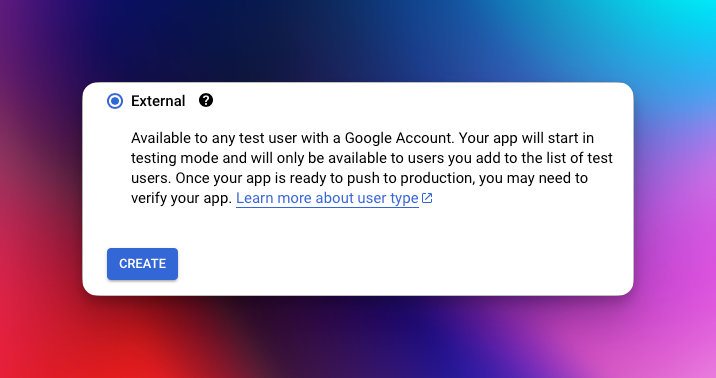 External ?
Available to any test user with a Google Account. Your app will start in
testing mode and will only be available to users you add to the list of test
users. Once your app is ready to push to production, you may need to
verify your app. Learn more about user type
CREATE